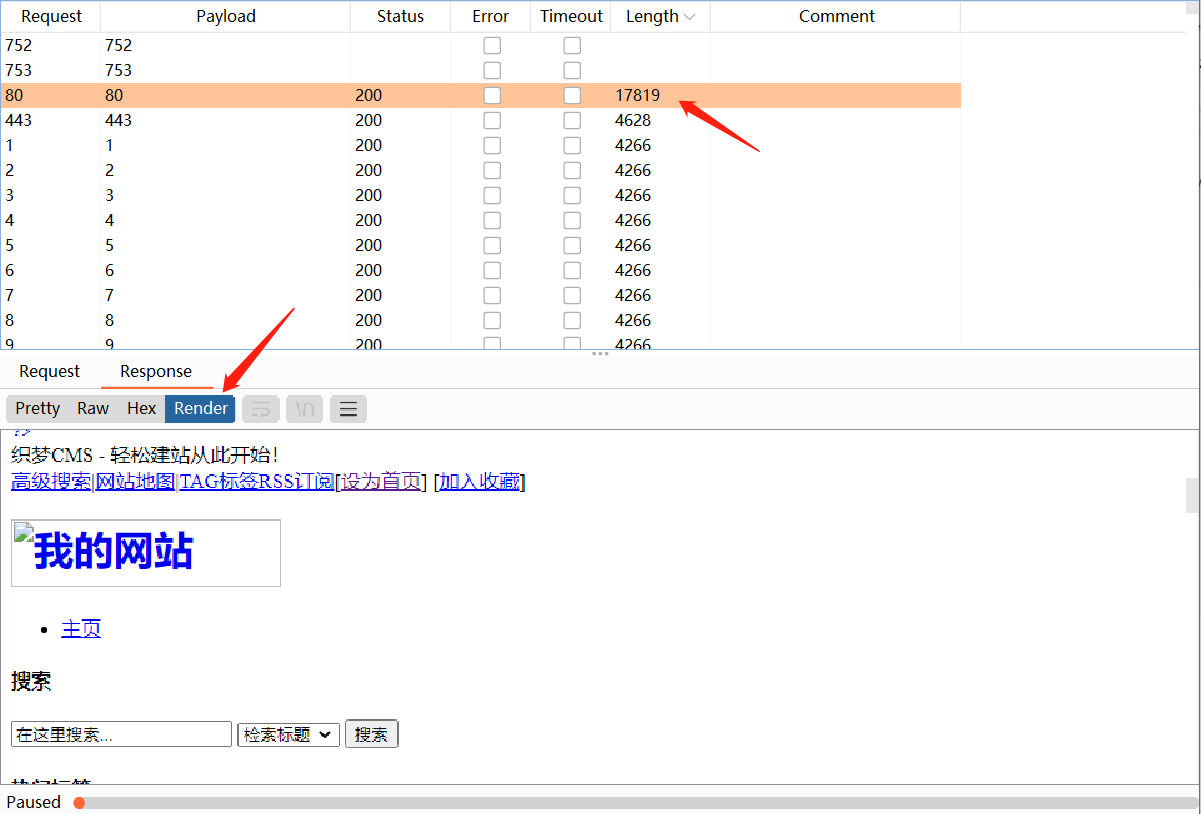 Request Payload Status Error Timeout Length Comment
752 752
753 753
80 80 200 17819
443 443 200 4628
1 1 200 4266
2 2 200 4266
3 3 200 4266
4 4 200 4266
5 5 200 4266
6 6 200 4266
7 7 200 4266
8 8 200 4266
9 9 200 4266
Request Response
Pretty Raw Hex Render \n
织梦CMS - 轻松建站从此开始！
高级搜索|网站地图|TAG标签RSS订阅[设为首页] [加入收藏]
我的网站
主页
搜索
在这里搜索... 检索标题 搜索
Paused